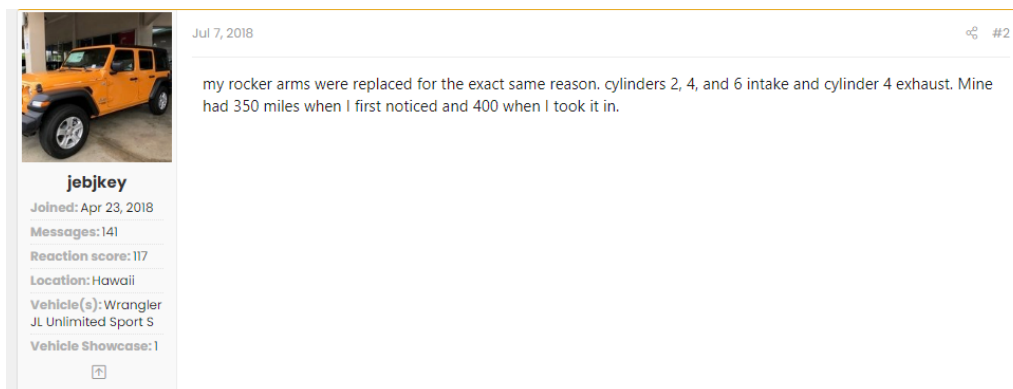 Jul 7, 2018
#2
my rocker arms were replaced for the exact same reason. cylinders 2, 4, and 6 intake and cylinder 4 exhaust. Mine
had 350 miles when I first noticed and 400 when I took it in.
jebjkey
Joined: Apr 23, 2018
Messages: 141
Reaction score: 117
Location: Hawaii
Vehicle(s): Wrangler
JL Unlimited Sport S
Vehicle Showcase: 1